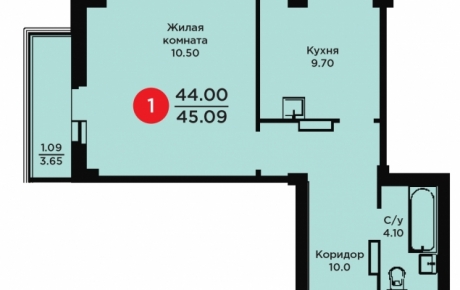 Жилая
комната
10.50
Кухня
9.70
1
44.00
45.09
1.09
3.65
С/у
4.10
Коридор
10.0